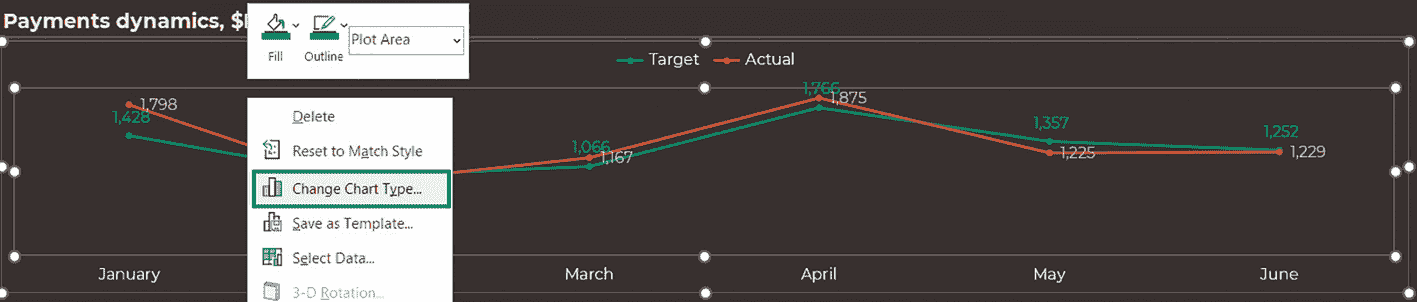 Payments dynamics, $
Fill
Outline
Plot Area
Target
Actual
1,798
1,428
1,066
1,167
1,766
1,875
1,357
1,225
1,252
1,229
Delete
Reset to Match Style
Change Chart Type...
Save as Template...
Select Data...
3-D Rotation...
January
March
April
May
June